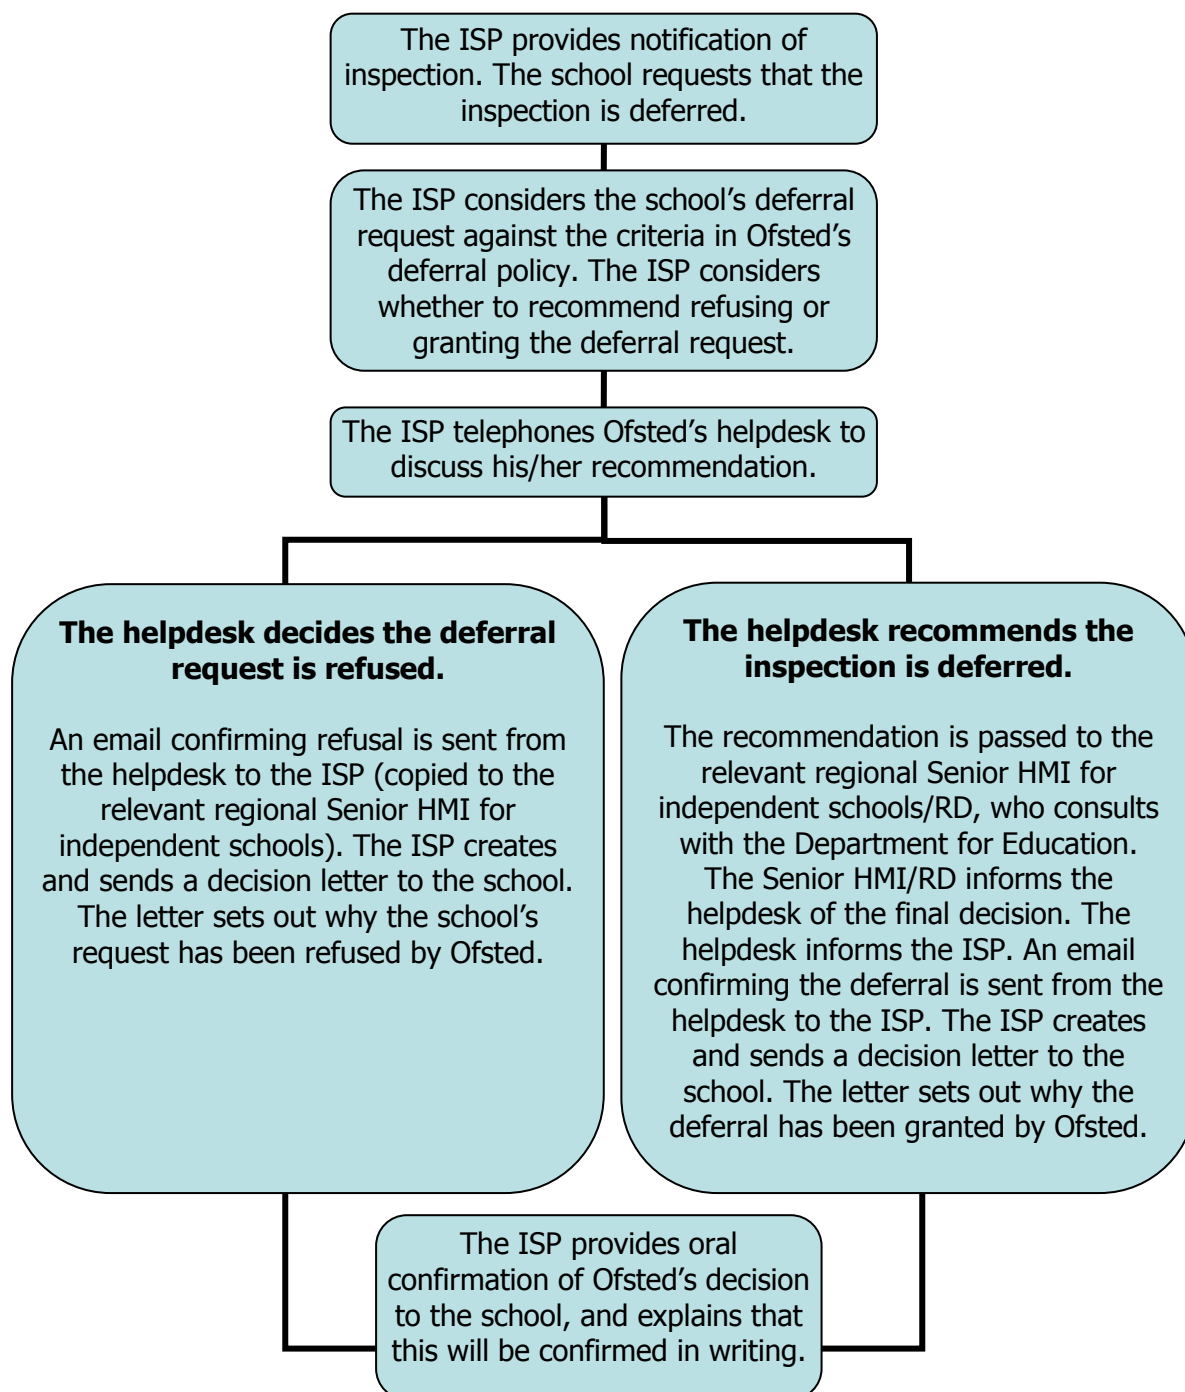 The ISP provides notification of
inspection. The school requests that the
inspection is deferred.
The ISP considers the school’s deferral
request against the criteria in Ofsted’s
deferral policy. The ISP considers
whether to recommend refusing or
granting the deferral request.
The ISP telephones Ofsted’s helpdesk to
discuss his/her recommendation.
The helpdesk decides the deferral
request is refused.
An email confirming refusal is sent from
the helpdesk to the ISP (copied to the
relevant regional Senior HMI for
independent schools). The ISP creates
and sends a decision letter to the school.
The letter sets out why the school’s
request has been refused by Ofsted.
The helpdesk recommends the
inspection is deferred.
The recommendation is passed to the
relevant regional Senior HMI for
independent schools/RD, who consults
with the Department for Education.
The Senior HMI/RD informs the
helpdesk of the final decision. The
helpdesk informs the ISP. An email
confirming the deferral is sent from the
helpdesk to the ISP. The ISP creates
and sends a decision letter to the
school. The letter sets out why the
deferral has been granted by Ofsted.
The ISP provides oral
confirmation of Ofsted’s decision
to the school, and explains that
this will be confirmed in writing.